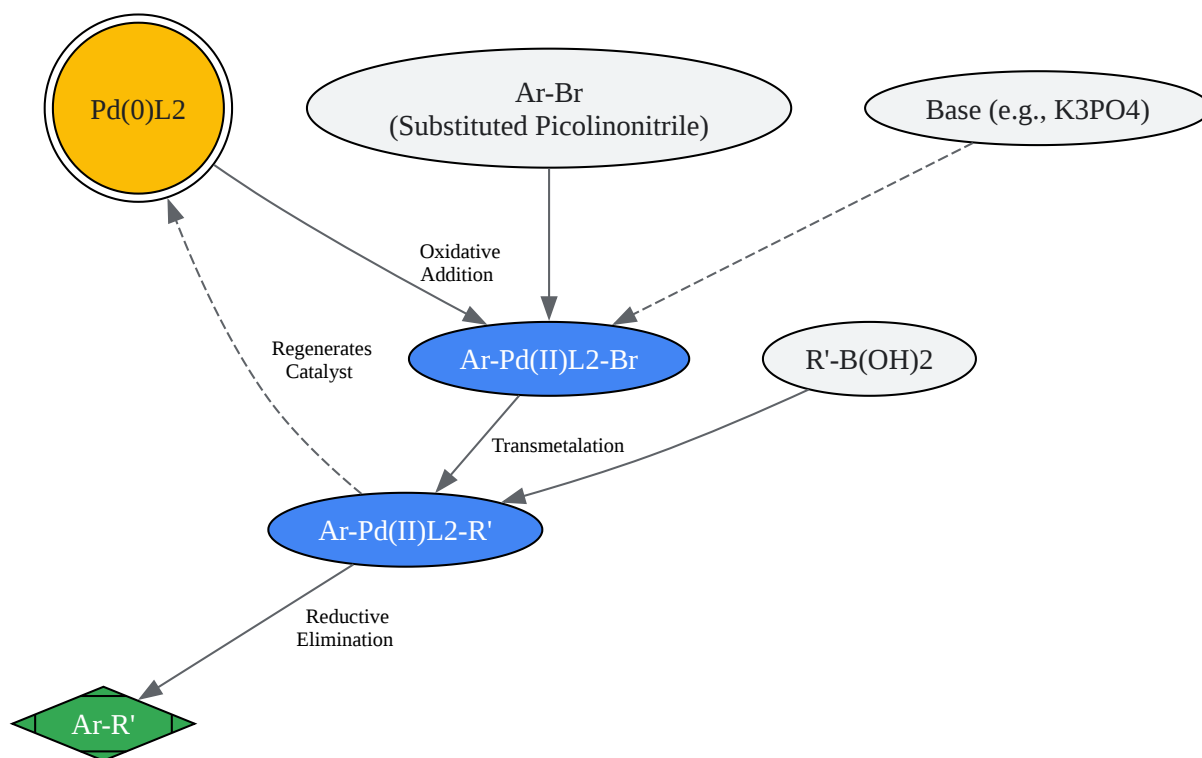 Pd(0)L2
Ar-Br
(Substituted Picolinonitrile)
Base (e.g., K3PO4)
Oxidative
Addition
Regenerates
Catalyst
Ar-Pd(II)L2-Br
R'-B(OH)2
Transmetalation
Ar-Pd(II)L2-R'
Reductive
Elimination
Ar-R'